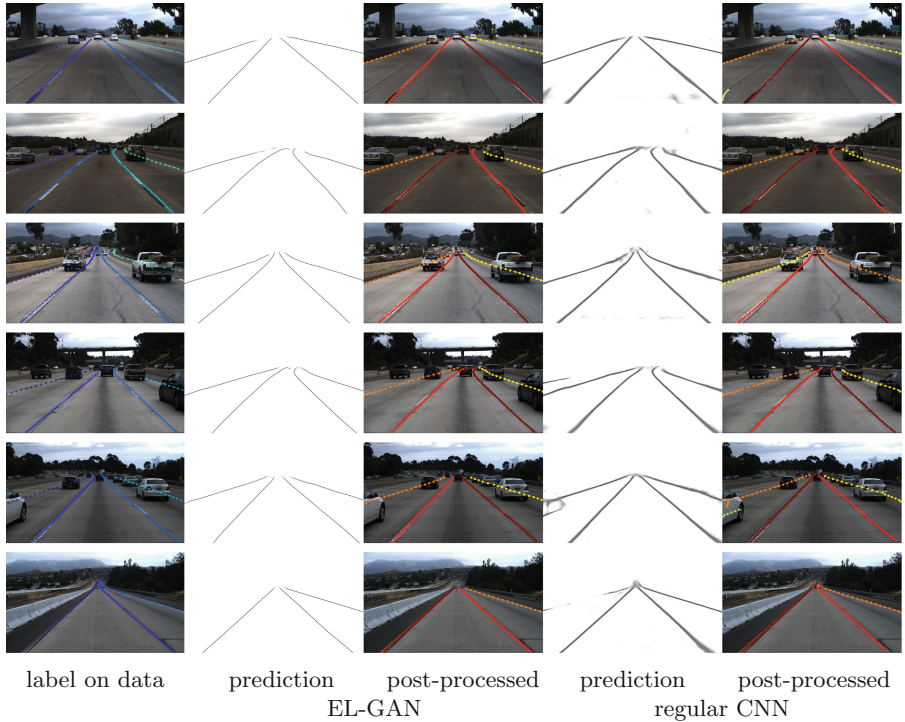 label on data prediction post-processed prediction post-processed
EL-GAN regular CNN